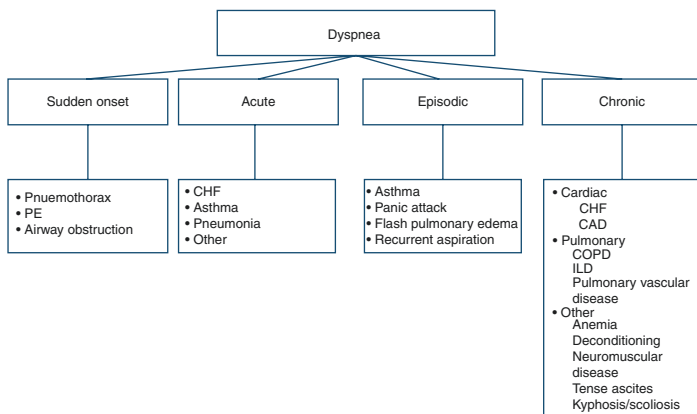 Dyspnea
Sudden onset
Acute
Episodic
Chronic
• Pnuemothorax
• PE
• Airway obstruction
• CHF
• Asthma
• Pneumonia
• Other
• Asthma
• Panic attack
• Flash pulmonary edema
• Recurrent aspiration
• Cardiac
CHF
CAD
• Pulmonary
COPD
ILD
Pulmonary vascular
disease
• Other
Anemia
Deconditioning
Neuromuscular
disease
Tense ascites
Kyphosis/scoliosis